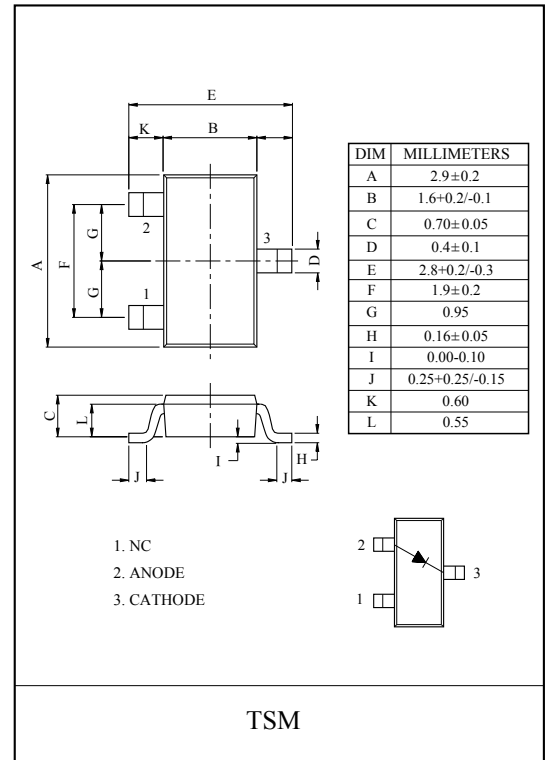 E
K
B
2
3
G
A
F
D
G
1
C
L
I
H
J
J
DIM MILLIMETERS
A 2.9±0.2
B 1.6+0.2/-0.1
C 0.70±0.05
D 0.4±0.1
E 2.8+0.2/-0.3
F 1.9±0.2
G 0.95
H 0.16±0.05
I 0.00-0.10
J 0.25+0.25/-0.15
K 0.60
L 0.55
1. NC
2. ANODE
3. CATHODE
2
3
1
TSM